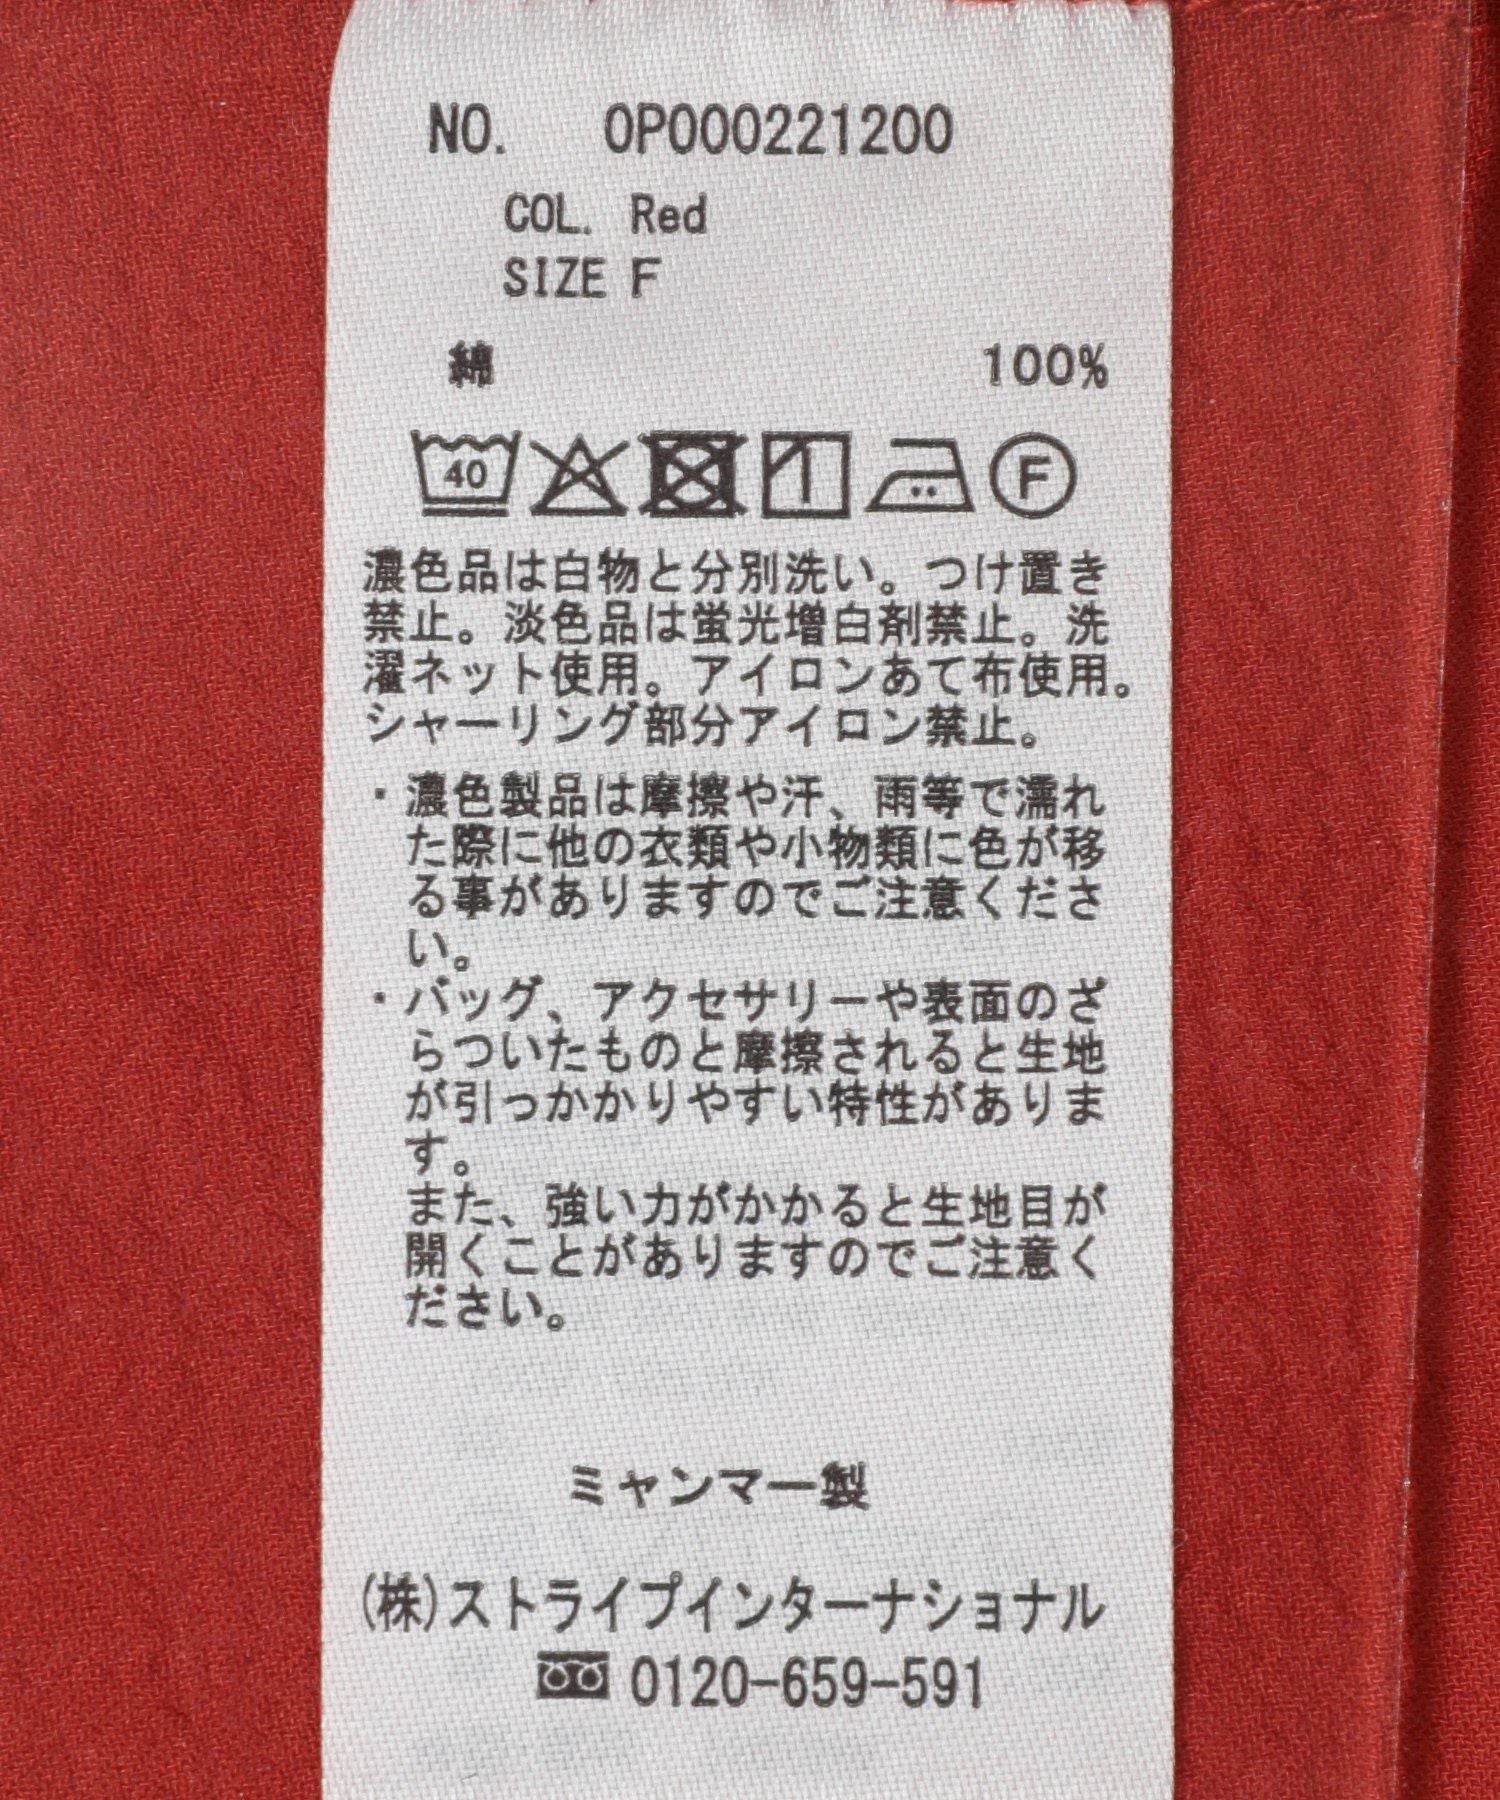 NO. OP000221200
COL. Red
SIZE F
綿 100%
40 1 F
濃色品は白物と分別洗い。つけ置き
禁止。淡色品は蛍光増白剤禁止。洗
濯ネット使用。アイロンあて布使用。
シャーリング部分アイロン禁止。
・濃色製品は摩擦や汗、雨等で濡れ
た際に他の衣類や小物類に色が移
る事がありますのでご注意くださ
い。
・バッグ、アクセサリーや表面のざ
らついたものと摩擦されると生地
が引っかかりやすい特性がありま
す。
また、強い力がかかると生地目が
開くことがありますのでご注意く
ださい。
ミャンマー製
(株)ストライプインターナショナル
0120-659-591